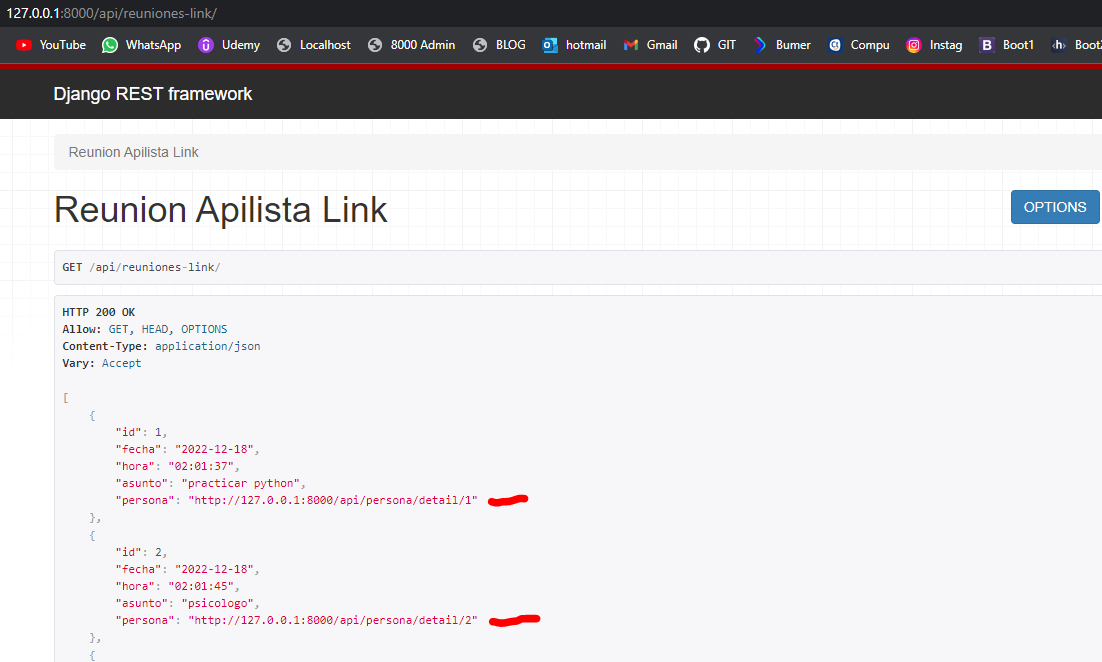 127.0.0.1:8000/api/reuniones-link/
YouTube WhatsApp Udemy Localhost 8000 Admin BLOG hotmail Gmail GIT Bumer Compu Instag Boot1 Boot2
Django REST framework
Reunion Apilista Link
Reunion Apilista Link
OPTIONS
GET /api/reuniones-link/
HTTP 200 OK
Allow: GET, HEAD, OPTIONS
Content-Type: application/json
Vary: Accept
[
{
"id": 1,
"fecha": "2022-12-18",
"hora": "02:01:37",
"asunto": "practicar python",
"persona": "http://127.0.0.1:8000/api/persona/detail/1"
},
{
"id": 2,
"fecha": "2022-12-18",
"hora": "02:01:45",
"asunto": "psicologo",
"persona": "http://127.0.0.1:8000/api/persona/detail/2"
},
{